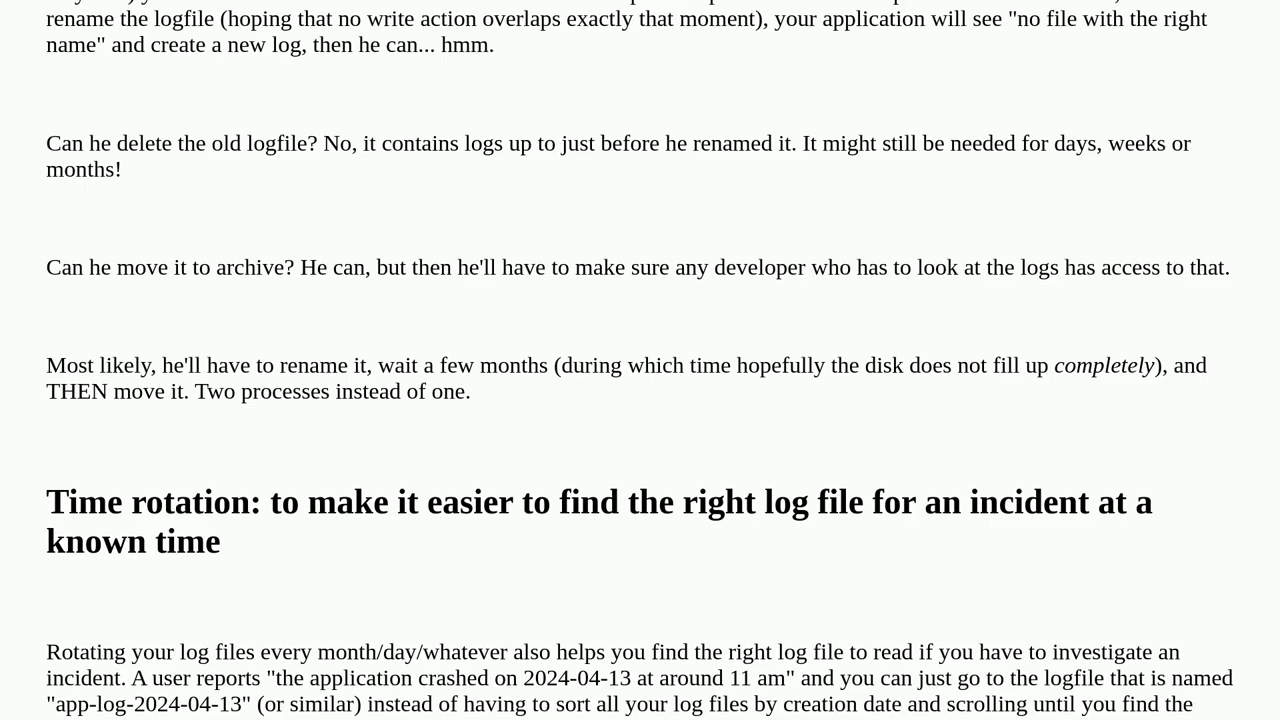 rename the logfile (hoping that no write action overlaps exactly that moment), your application will see "no file with the right
name" and create a new log, then he can... hmm.
Can he delete the old logfile? No, it contains logs up to just before he renamed it. It might still be needed for days, weeks or
months!
Can he move it to archive? He can, but then he'll have to make sure any developer who has to look at the logs has access to that.
Most likely, he'll have to rename it, wait a few months (during which time hopefully the disk does not fill up completely), and
THEN move it. Two processes instead of one.
Time rotation: to make it easier to find the right log file for an incident at a
known time
Rotating your log files every month/day/whatever also helps you find the right log file to read if you have to investigate an
incident. A user reports "the application crashed on 2024-04-13 at around 11 am" and you can just go to the logfile that is named
"app-log-2024-04-13" (or similar) instead of having to sort all your log files by creation date and scrolling until you find the